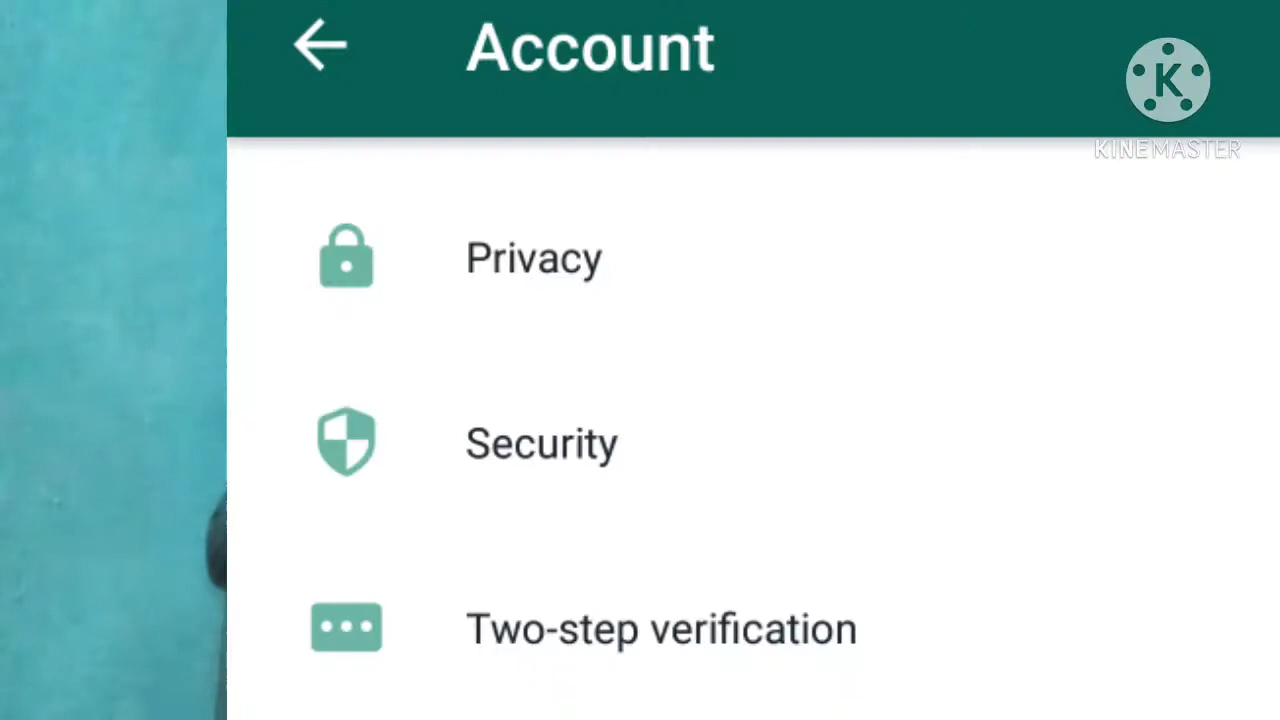 Account
K
KINEMASTER
Privacy
Security
Two-step verification